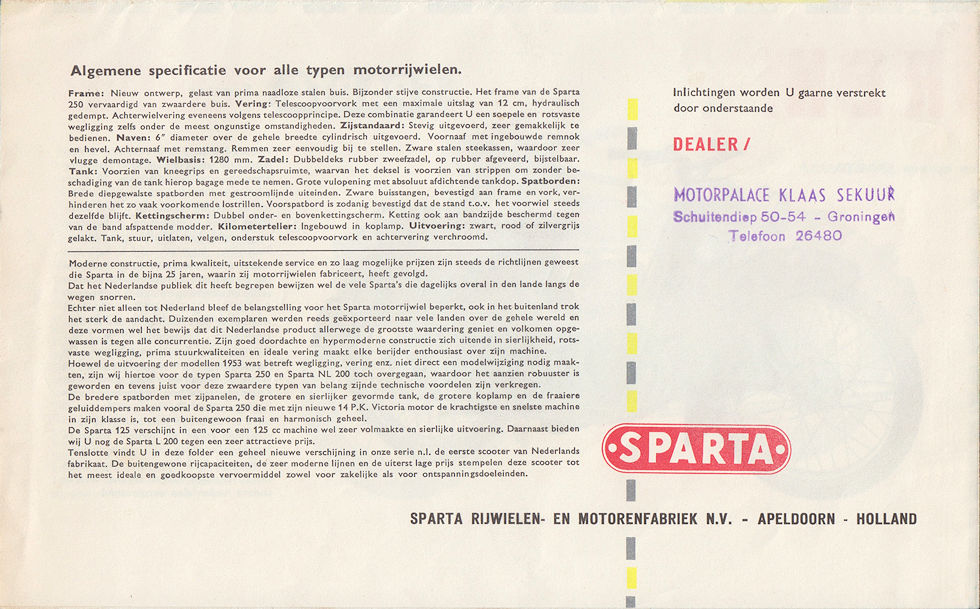 Algemene specificatie voor alle typen motorrijwielen.
Frame: Nieuw ontwerp, gelast van prima naadloze stalen buis. Bijzonder stijve constructie. Het frame van de Sparta
250 vervaardigd van zwaardere buis. Vering: Telescoopvoorvork met een maximale uitslag van 12 cm, hydraulisch
gedempt. Achterwielvering eveneens volgens telescoopprincipe. Deze combinatie garandeert U een soepele en rotsvaste
wegligging zelfs onder de meest ongunstige omstandigheden. Zijstandaard: Stevig uitgevoerd, zeer gemakkelijk te
bedienen. Naven: 6″ diameter over de gehele breedte cylindrisch uitgevoerd. Voornaaf met ingebouwde remnok
en hevel. Achternaaf met remstang. Remmen zeer eenvoudig bij te stellen. Zware stalen steekassen, waardoor zeer
vlugge demontage. Wielbasis: 1280 mm. Zadel: Dubbeldeks rubber zweefzadel, op rubber afgeveerd, bijstelbaar.
Tank: Voorzien van kneegrips en gereedschapsruimte, waarvan het deksel is voorzien van strippen om zonder be-
schadiging van de tank hierop bagage mede te nemen. Grote vulopening met absoluut afdichtende tankdop. Spatborden:
Brede diepgewalste spatborden met gestroomlijnde uiteinden. Zware buisstangen, bevestigd aan frame en vork, ver-
hinderen het zo vaak voorkomende lostrillen. Voorspatbord is zodanig bevestigd dat de stand t.o.v. het voorwiel steeds
dezelfde blijft. Kettingscherm: Dubbel onder- en bovenkettingscherm. Ketting ook aan bandzijde beschermd tegen
van de band afspattende modder. Kilometerteller: Ingebouwd in koplamp. Uitvoering: zwart, rood of zilvergrijs
gelakt. Tank, stuur, uitlaten, velgen, onderstuk telescoopvoorvork en achtervering verchroomd.
Moderne constructie, prima kwaliteit, uitstekende service en zo laag mogelijke prijzen zijn steeds de richtlijnen geweest
die Sparta in de bijna 25 jaren, waarin zij motorrijwielen fabriceert, heeft gevolgd.
Dat het Nederlandse publiek dit heeft begrepen bewijzen wel de vele Sparta's die dagelijks overal in den lande langs de
wegen snorren.
Echter niet alleen tot Nederland bleef de belangstelling voor het Sparta motorrijwiel beperkt, ook in het buitenland trok
het sterk de aandacht. Duizenden exemplaren werden reeds geëxporteerd naar vele landen over de gehele wereld en
deze vormen wel het bewijs dat dit Nederlandse product allerwege de grootste waardering geniet en volkomen opge-
wassen is tegen alle concurrentie. Zijn goed doordachte en hypermoderne constructie zich uitende in sierlijkheid, rots-
vaste wegligging, prima stuurkwaliteiten en ideale vering maakt elke berijder enthousiast over zijn machine.
Hoewel de uitvoering der modellen 1953 wat betreft wegligging, vering enz. niet direct een modelwijziging nodig maak-
ten, zijn wij hiertoe voor de typen Sparta 250 en Sparta NL 200 toch overgegaan, waardoor het aanzien robuuster is
geworden en tevens juist voor deze zwaardere typen van belang zijnde technische voordelen zijn verkregen.
De bredere spatborden met zijpanelen, de grotere en sierlijker gevormde tank, de grotere koplamp en de fraaiere
geluiddempers maken vooral de Sparta 250 die met zijn nieuwe 14 P.K. Victoria motor de krachtigste en snelste machine
in zijn klasse is, tot een buitengewoon fraai en harmonisch geheel.
De Sparta 125 verschijnt in een voor een 125 cc machine wel zeer volmaakte en sierlijke uitvoering. Daarnaast bieden
wij U nog de Sparta L 200 tegen een zeer attractieve prijs.
Tenslotte vindt U in deze folder een geheel nieuwe verschijning in onze serie n.l. de eerste scooter van Nederlands
fabrikaat. De buitengewone rijcapaciteiten, de zeer moderne lijnen en de uiterst lage prijs stempelen deze scooter tot
het meest ideale en goedkoopste vervoermiddel zowel voor zakelijke als voor ontspanningsdoeleinden.
Inlichtingen worden U gaarne verstrekt
door onderstaande
DEALER/
MOTORPALACE KLAAS SEKUUR
Schuitendiep 50-54 - Groningen
Telefoon 26480
·SPARTA·
SPARTA RIJWIELEN- EN MOTORENFABRIEK N.V. - APELDOORN - HOLLAND